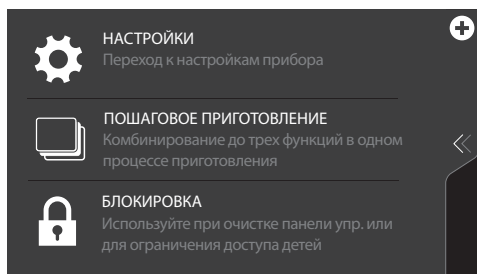 НАСТРОЙКИ
Переход к настройкам прибора
ПОШАГОВОЕ ПРИГОТОВЛЕНИЕ
Комбинирование до трех функций в одном
процессе приготовления
БЛОКИРОВКА
Используйте при очистке панели упр. или
для ограничения доступа детей